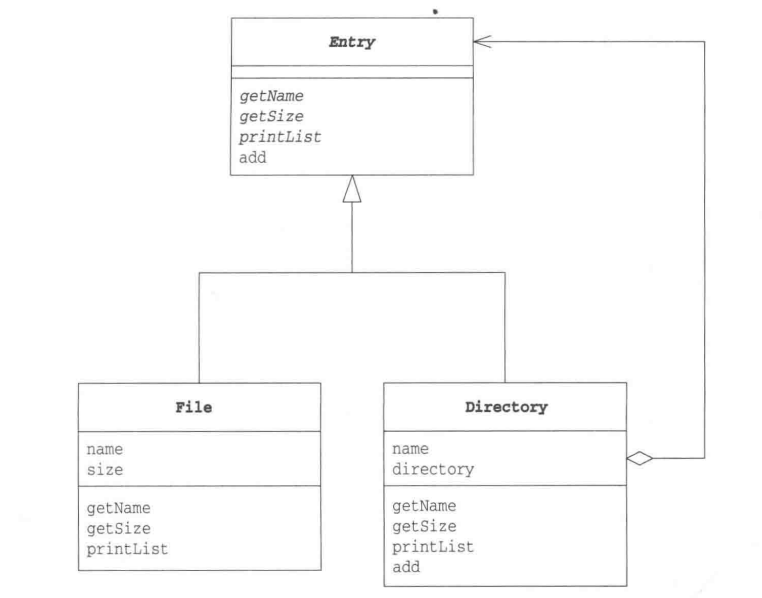 Entry
getName
getSize
printList
add
File
name
size
getName
getSize
printList
Directory
name
directory
getName
getSize
printList
add